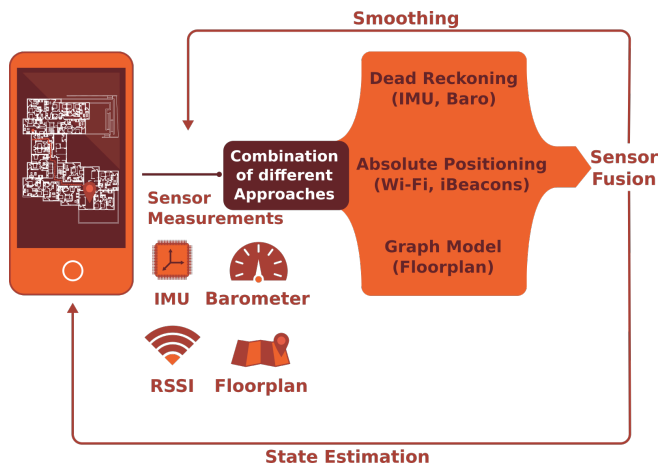 Smoothing
Dead Reckoning
(IMU, Baro)
Combination
of different
Approaches
Absolute Positioning
(Wi-Fi, iBeacons)
Sensor
Fusion
Sensor
Measurements
Graph Model
(Floorplan)
IMU
Barometer
RSSI
Floorplan
State Estimation